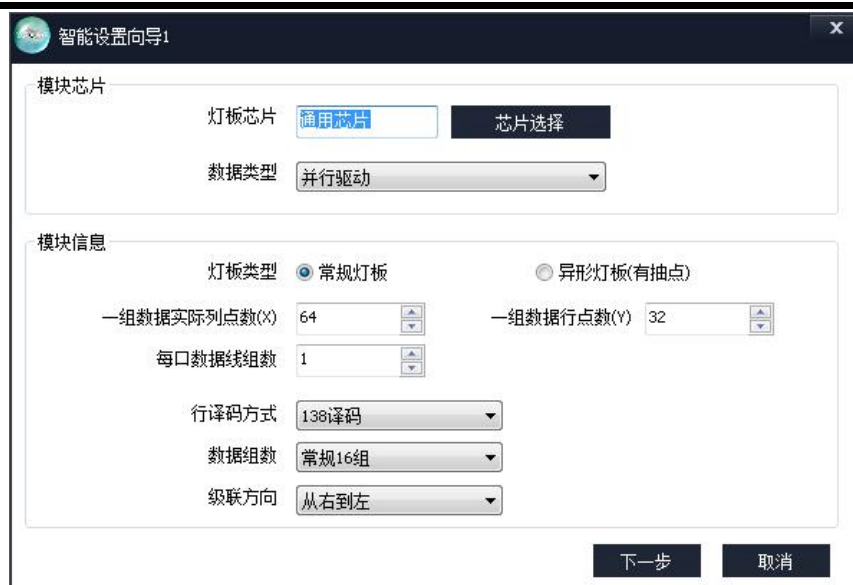 智能设置向导1
x
模块芯片
灯板芯片 通用芯片 芯片选择
数据类型 并行驱动
模块信息
灯板类型 常规灯板 异形灯板(有抽点)
一组数据实际列点数(X) 64 一组数据行点数(Y) 32
每口数据线组数 1
行译码方式 138译码
数据组数 常规16组
级联方向 从右到左
下一步 取消